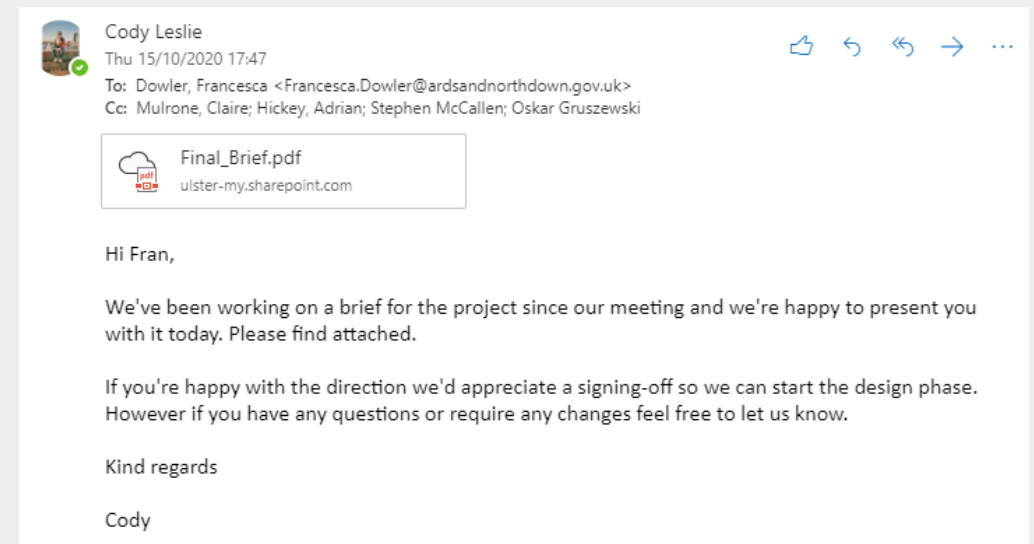 Cody Leslie
Thu 15/10/2020 17:47
To: Dowler, Francesca <Francesca.Dowler@ardsandnorthdown.gov.uk>
Cc: Mulrone, Claire; Hickey, Adrian; Stephen McCallen; Oskar Gruszewski
Final_Brief.pdf
pdf
ulster-my.sharepoint.com
Hi Fran,
We've been working on a brief for the project since our meeting and we're happy to present you
with it today. Please find attached.
If you're happy with the direction we'd appreciate a signing-off so we can start the design phase.
However if you have any questions or require any changes feel free to let us know.
Kind regards
Cody